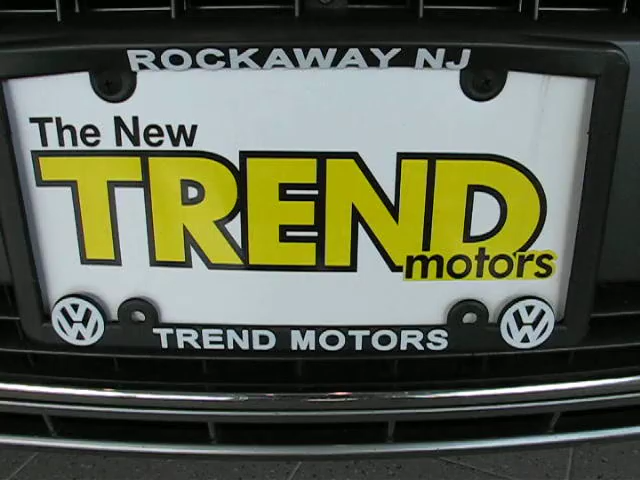 ROCKAWAY NJ
The New
TREND
motors
TREND MOTORS